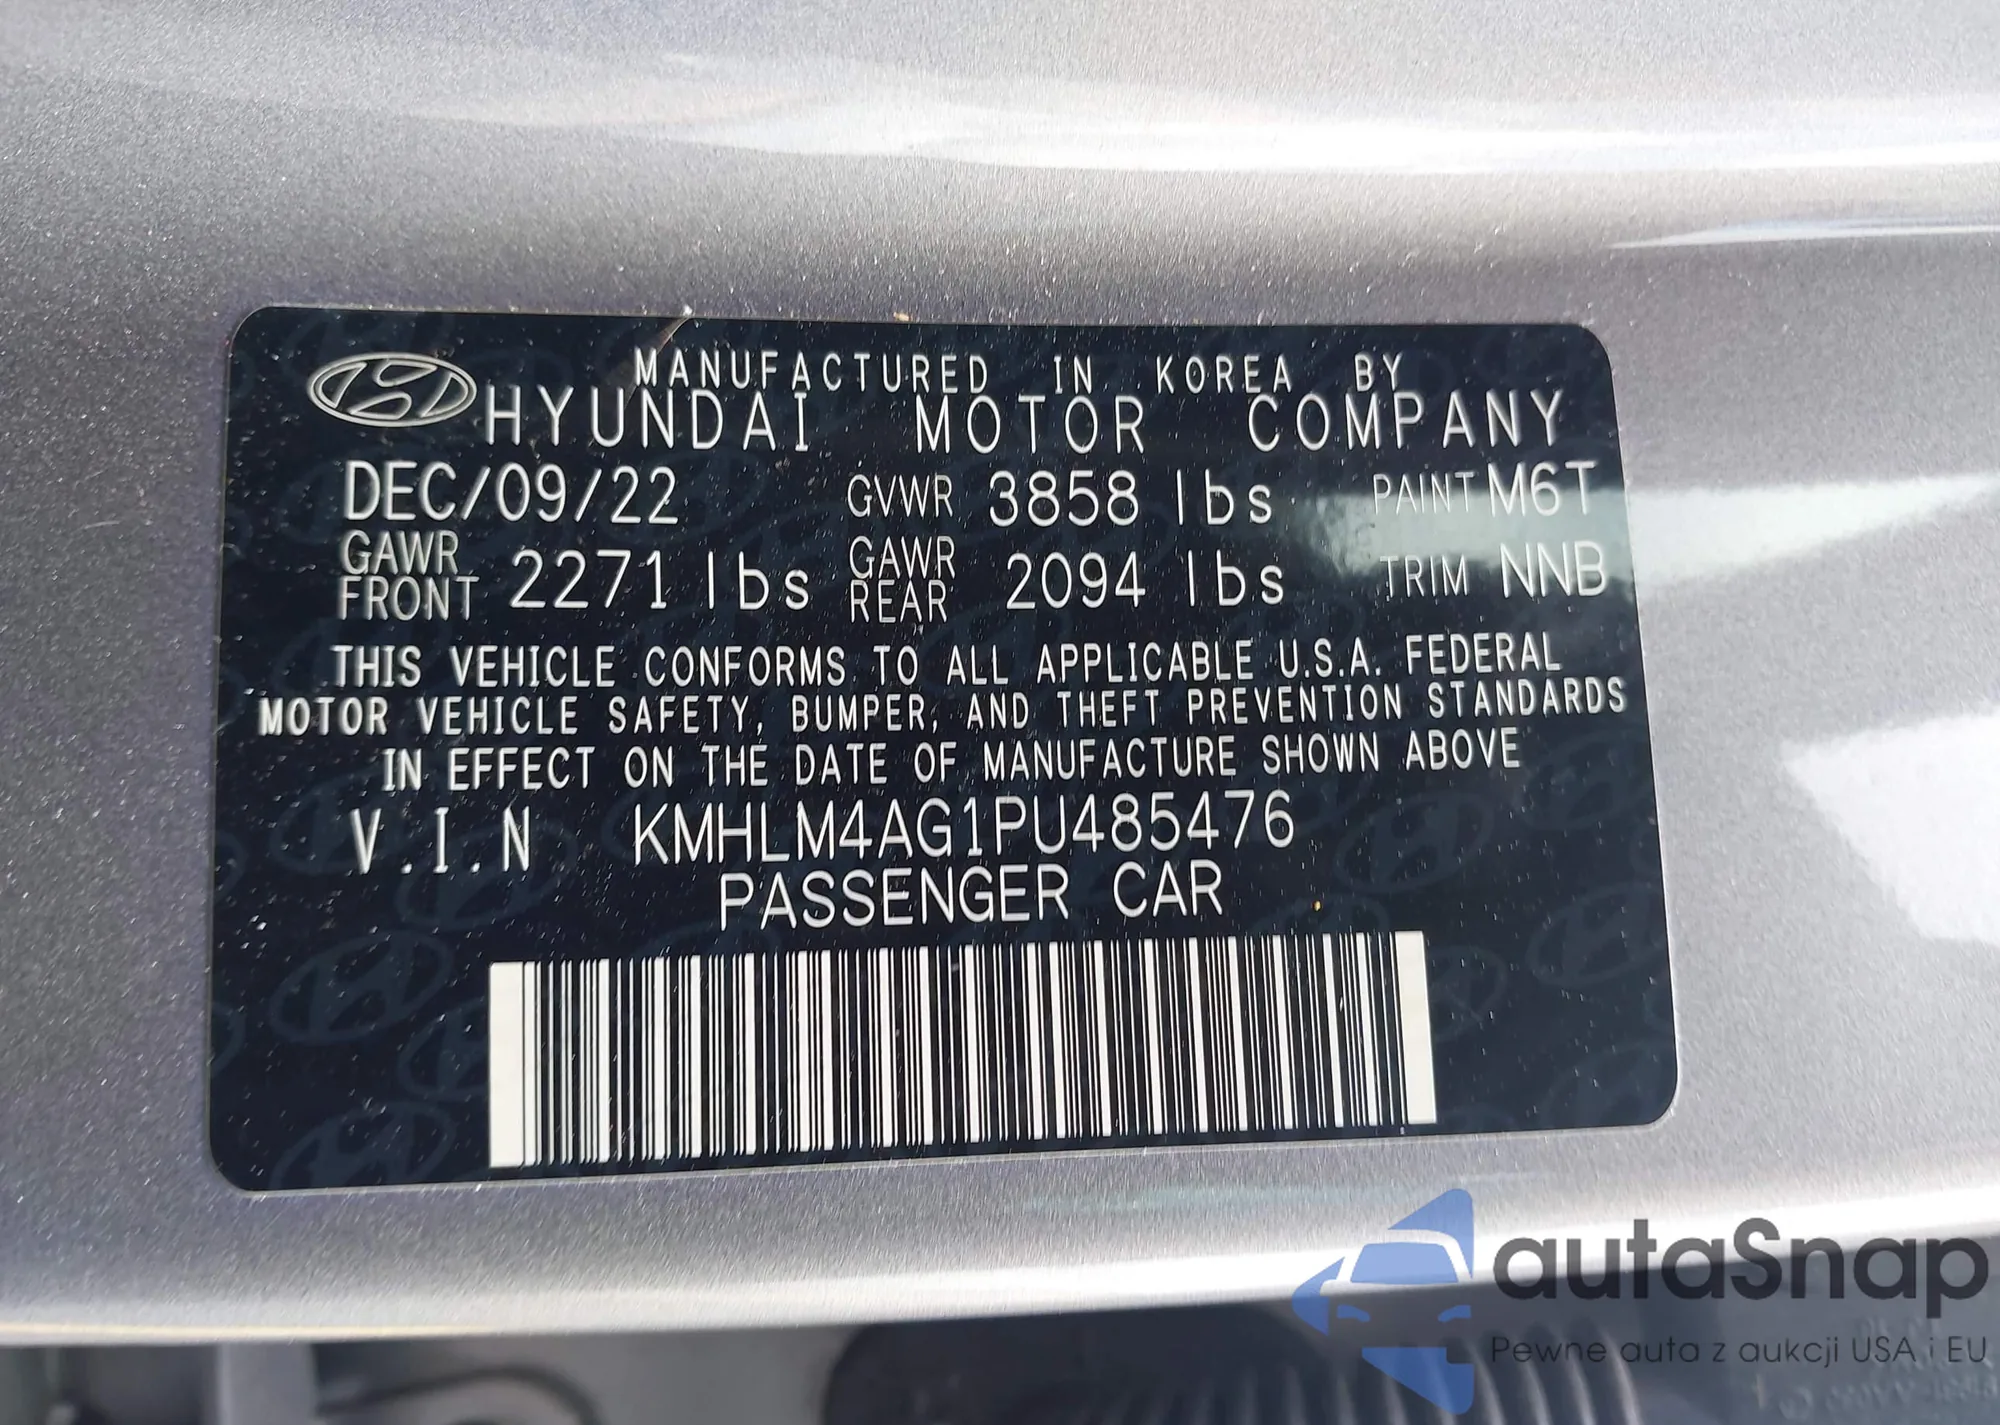 MANUFACTURED IN KOREA BY
HYUNDAI MOTOR COMPANY
DEC/09/22 GVWR 3858 lbs PAINT M6T
GAWR FRONT 2271 lbs GAWR REAR 2094 lbs TRIM NNB
THIS VEHICLE CONFORMS TO ALL APPLICABLE U.S.A. FEDERAL
MOTOR VEHICLE SAFETY, BUMPER, AND THEFT PREVENTION STANDARDS
IN EFFECT ON THE DATE OF MANUFACTURE SHOWN ABOVE
V.I.N KMHLM4AG1PU485476
PASSENGER CAR
autaSnap
Pewne auta z aukcji USA i EU